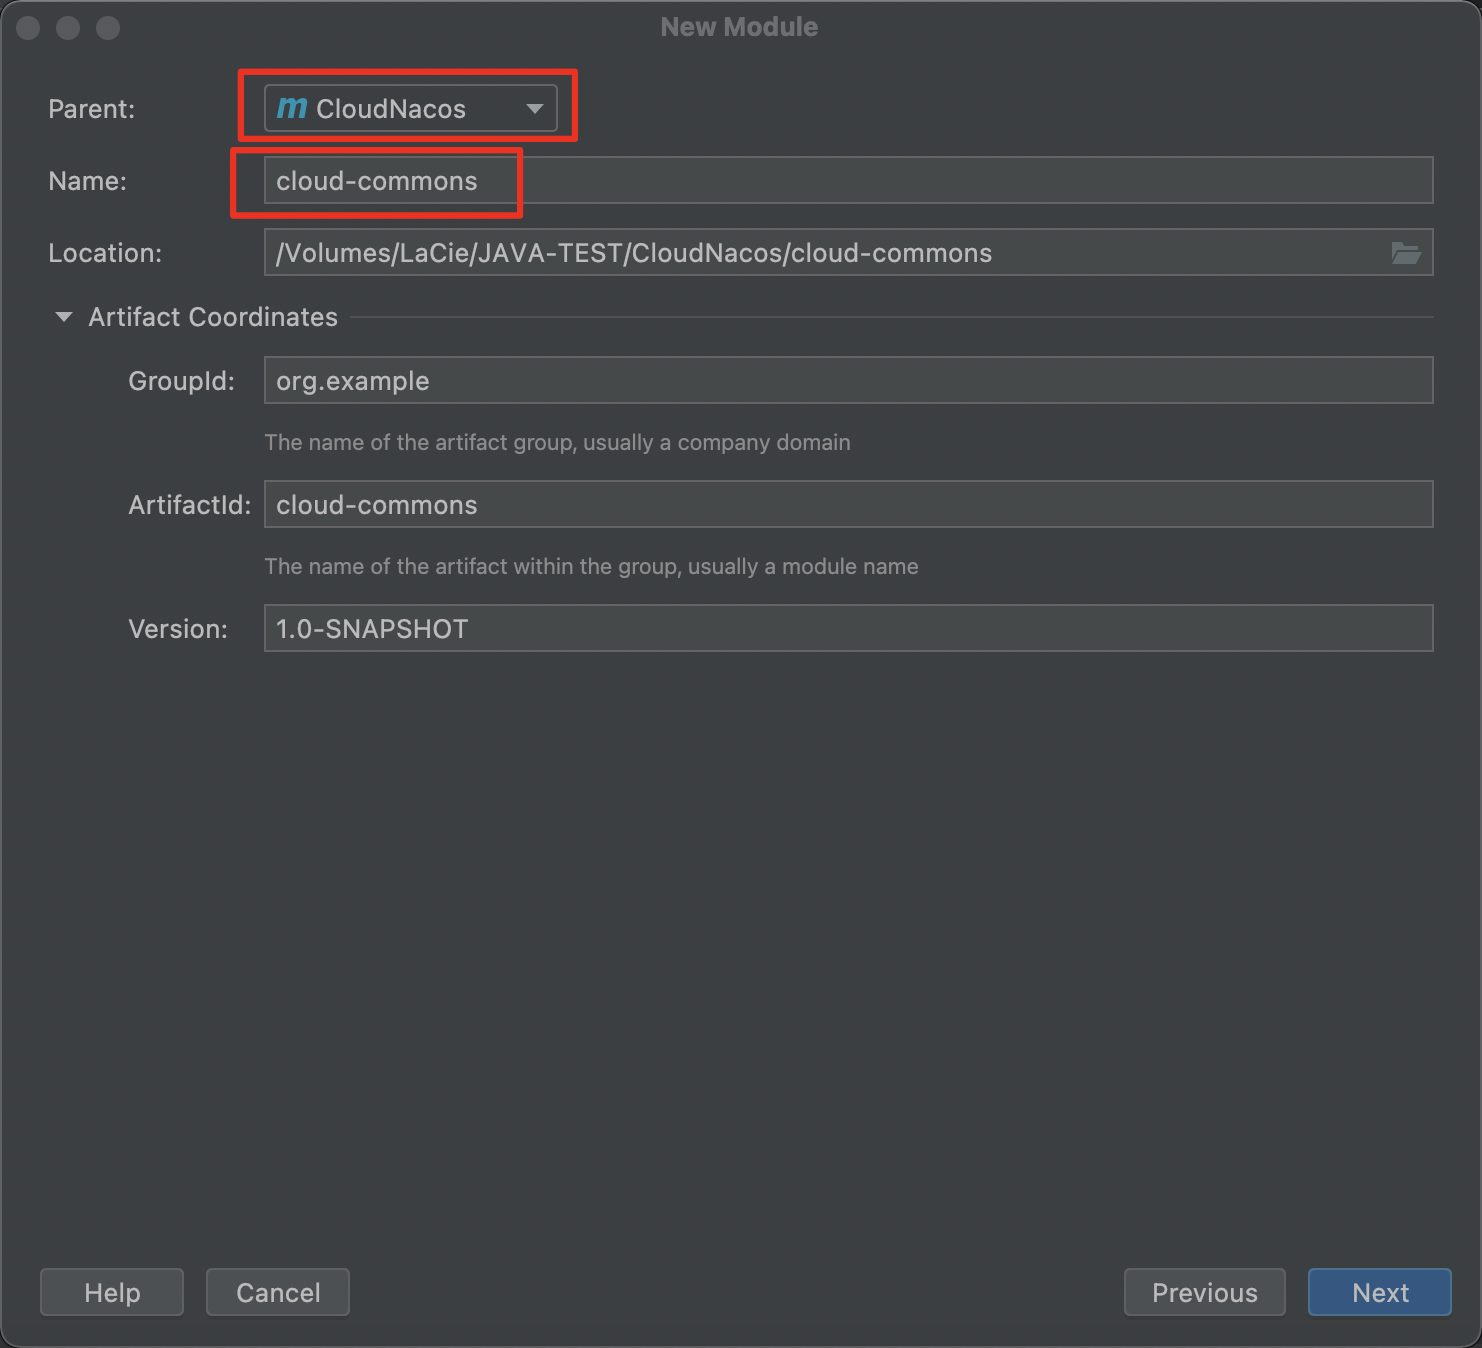 New Module
Parent: m CloudNacos
Name: cloud-commons
Location: /Volumes/LaCie/JAVA-TEST/CloudNacos/cloud-commons
Artifact Coordinates
GroupId: org.example
The name of the artifact group, usually a company domain
ArtifactId: cloud-commons
The name of the artifact within the group, usually a module name
Version: 1.0-SNAPSHOT
Help Cancel Previous Next